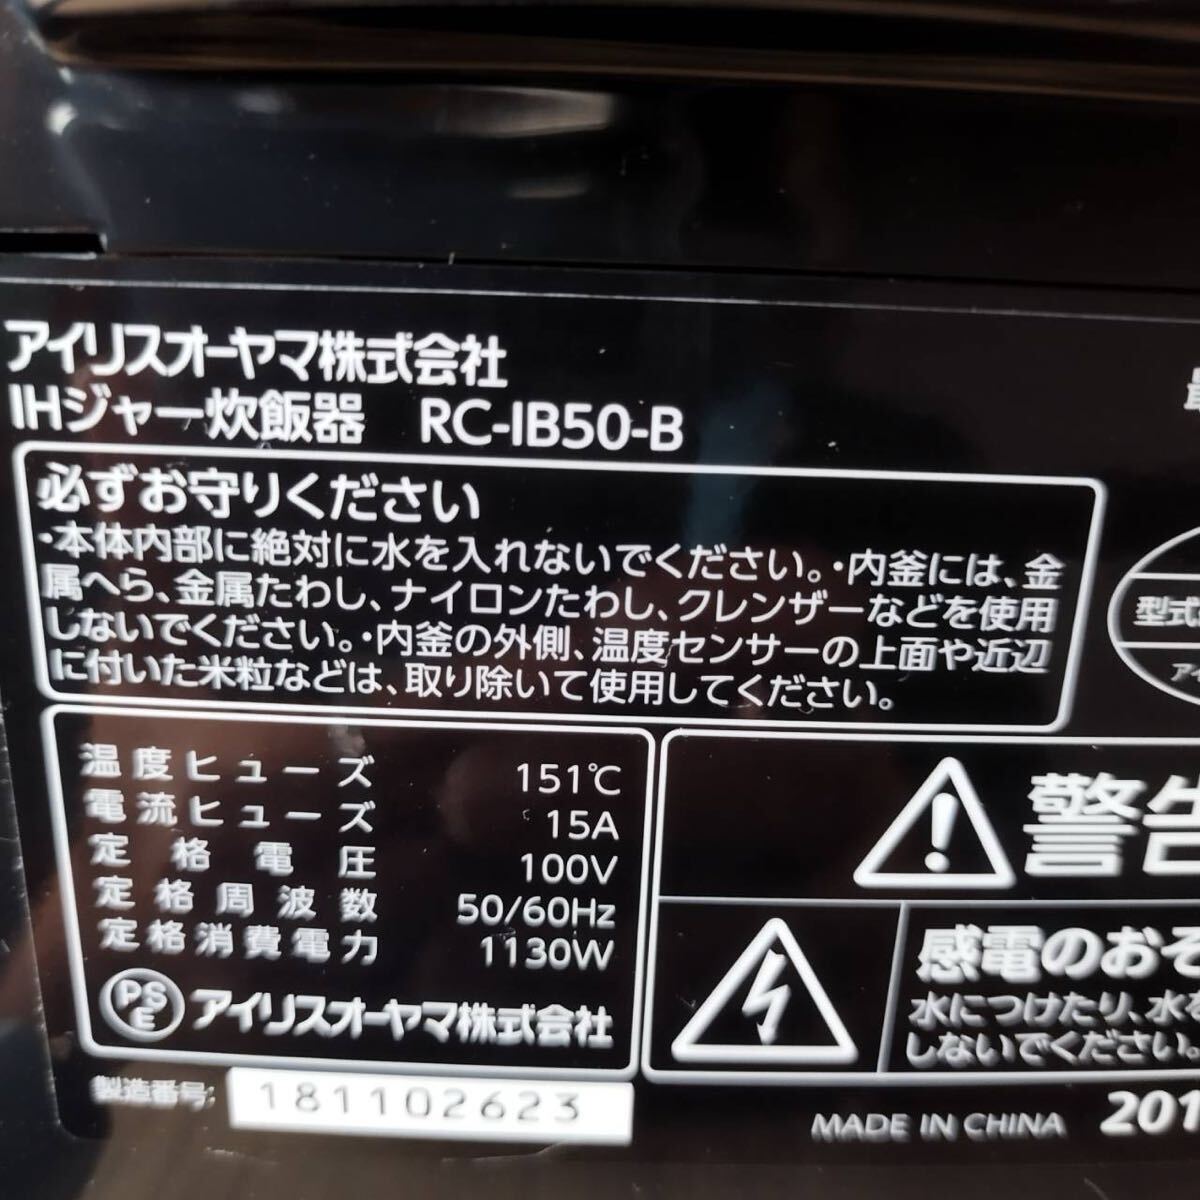 アイリスオーヤマ株式会社
IHジャー炊飯器 RC-IB50-B
必ずお守りください
・本体内部に絶対に水を入れないでください。・内釜には、金
属へら、金属たわし、ナイロンたわし、クレンザーなどを使用
しないでください。・内釜の外側、温度センサーの上面や近辺
に付いた米粒などは、取り除いて使用してください。
温度ヒューズ 151℃
電流ヒューズ 15A
定格電圧 100V
定格周波数 50/60Hz
定格消費電力 1130W
PSE アイリスオーヤマ株式会社
製造番号: 181102623
型式
アイ
警告
感電のおそ
水につけたり、水を
しないでください。
MADE IN CHINA 201